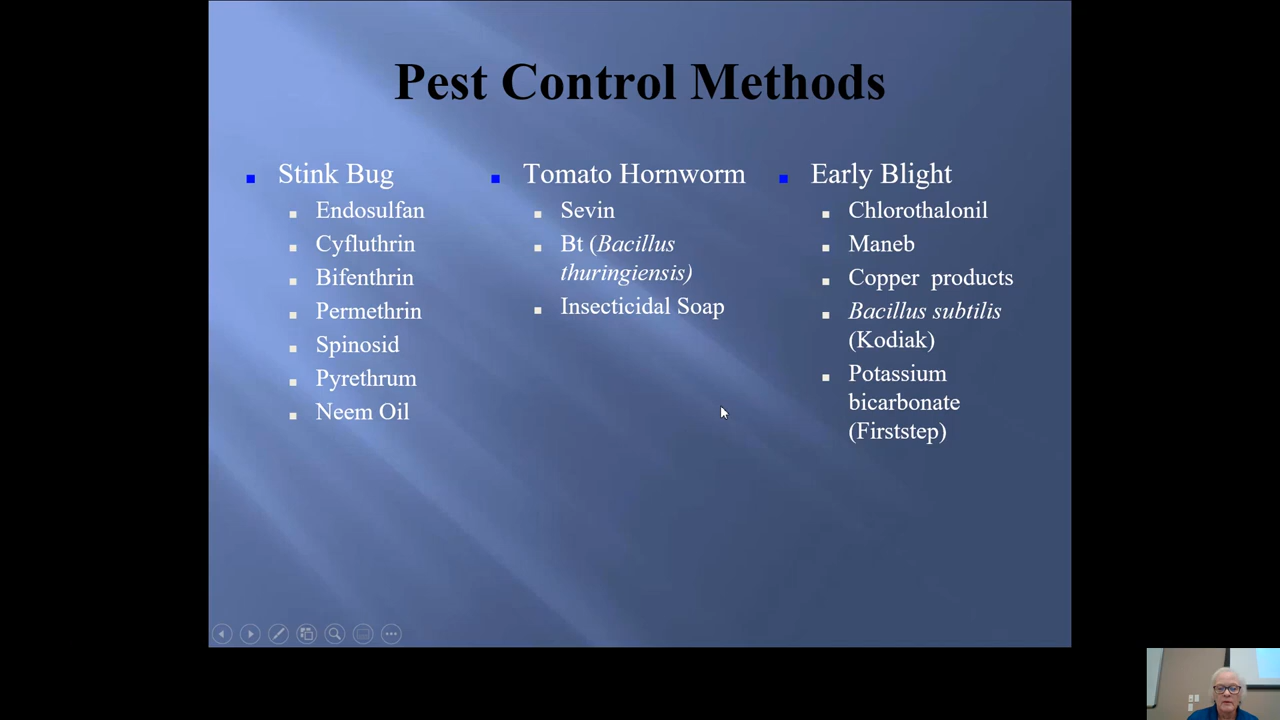 Pest Control Methods
Stink Bug
Endosulfan
Cyfluthrin
Bifenthrin
Permethrin
Spinosid
Pyrethrum
Neem Oil
Tomato Hornworm
Sevin
Bt (Bacillus
thuringiensis)
Insecticidal Soap
Early Blight
Chlorothalonil
Maneb
Copper  products
Bacillus subtilis
(Kodiak)
Potassium
bicarbonate
(Firststep)